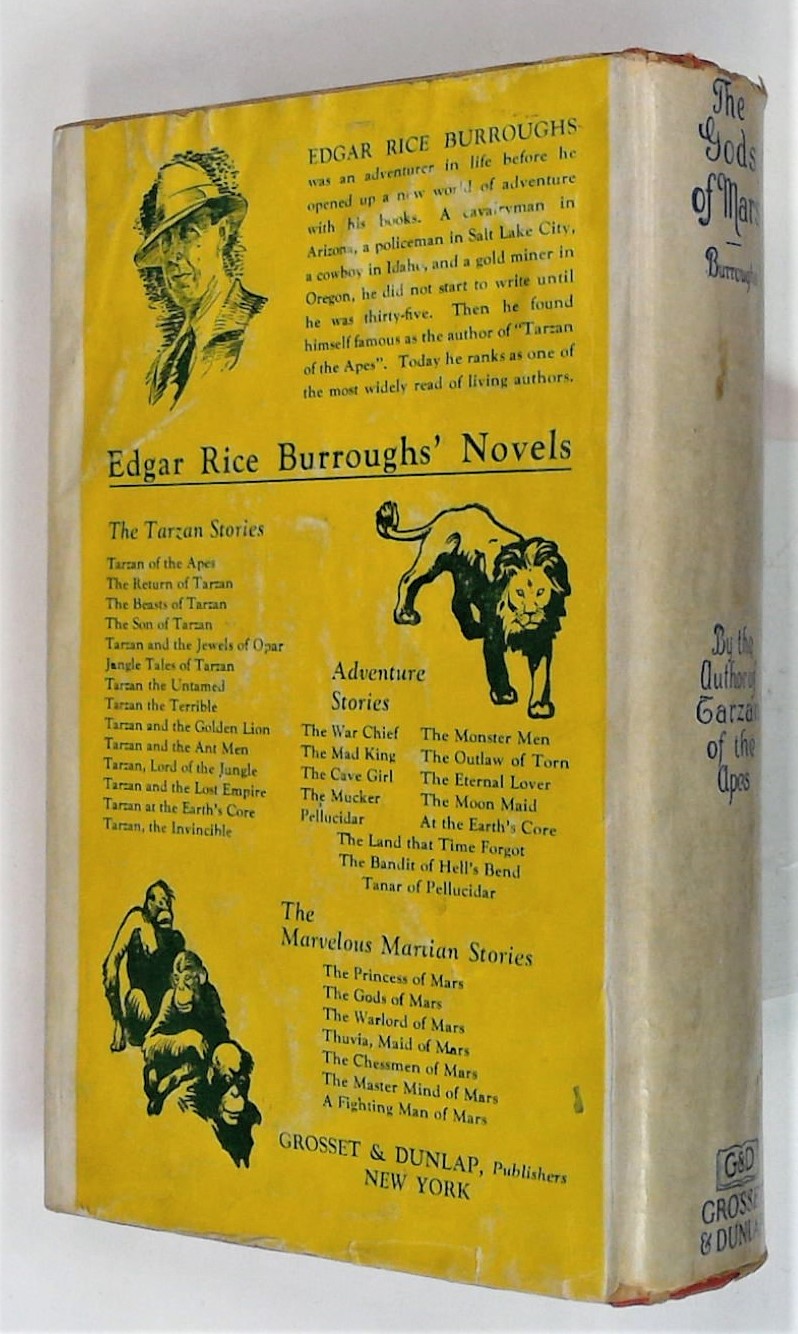 EDGAR RICE BURROUGHS
was an adventurer in life before he
opened up a new world of adventure
with his books. A cavalryman in
Arizona, a policeman in Salt Lake City,
a cowboy in Idaho, and a gold miner in
Oregon, he did not start to write until
he was thirty-five. Then he found
himself famous as the author of "Tarzan
of the Apes". Today he ranks as one of
the most widely read of living authors.
Edgar Rice Burroughs' Novels
The Tarzan Stories
Tarzan of the Apes
The Return of Tarzan
The Beasts of Tarzan
The Son of Tarzan
Tarzan and the Jewels of Opar
Jungle Tales of Tarzan
Tarzan the Untamed
Tarzan the Terrible
Tarzan and the Golden Lion
Tarzan and the Ant Men
Tarzan, Lord of the Jungle
Tarzan and the Lost Empire
Tarzan at the Earth's Core
Tarzan, the Invincible
Adventure
Stories
The War Chief
The Mad King
The Cave Girl
The Mucker
Pellucidar
The Monster Men
The Outlaw of Torn
The Eternal Lover
The Moon Maid
At the Earth's Core
The Land that Time Forgot
The Bandit of Hell's Bend
Tanar of Pellucidar
The
Marvelous Martian Stories
The Princess of Mars
The Gods of Mars
The Warlord of Mars
Thuvia, Maid of Mars
The Chessmen of Mars
The Master Mind of Mars
A Fighting Man of Mars
GROSSET & DUNLAP, Publishers
NEW YORK
The
Gods
of Mars
Burroughs
By the
Author of
Tarzan
of the
Apes
G&D
GROSSET
& DUNLAP